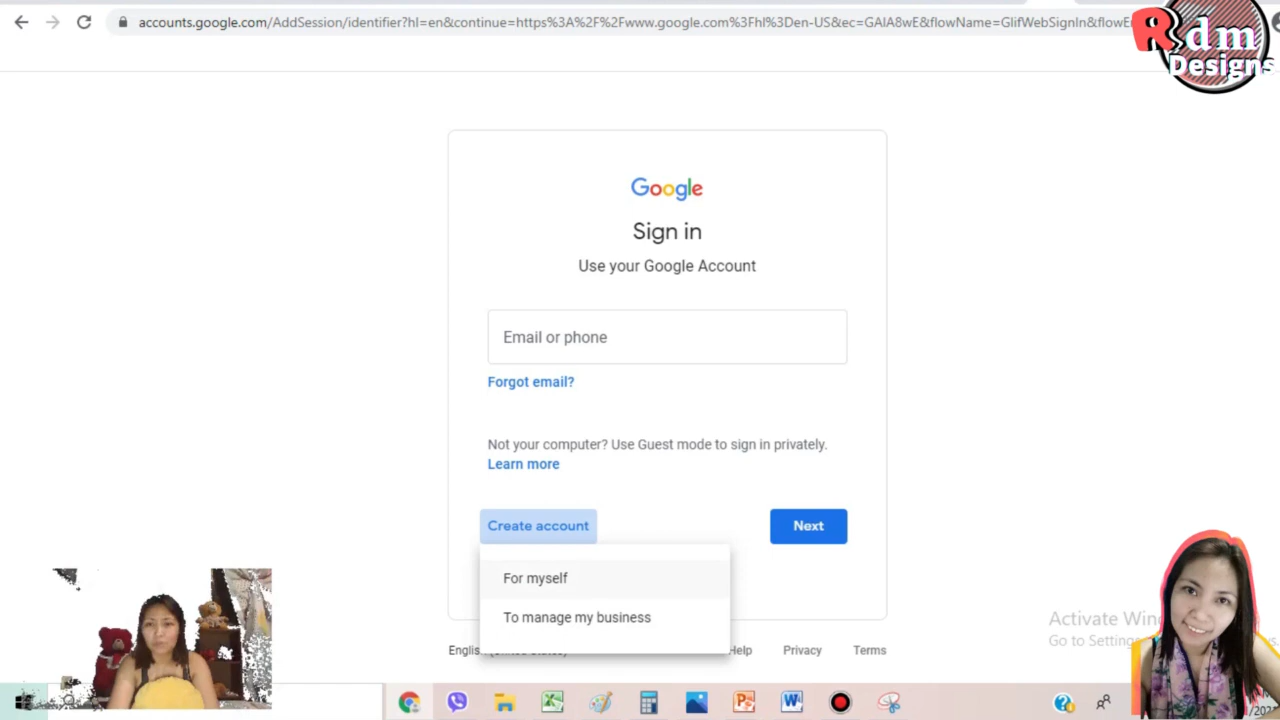 accounts.google.com/AddSession/identifier?hl=en&continue=https%3A%2F%2Fwww.google.com%3Fhl%3Den-US&ec=GAlA8wE&flowName=GlifWebSignIn&flowEn
Rdm
Designs
Google
Sign in
Use your Google Account
Email or phone
Forgot email?
Not your computer? Use Guest mode to sign in privately.
Learn more
Create account
Next
For myself
To manage my business
Activate Win
Go to Setting
Help
Privacy
Terms